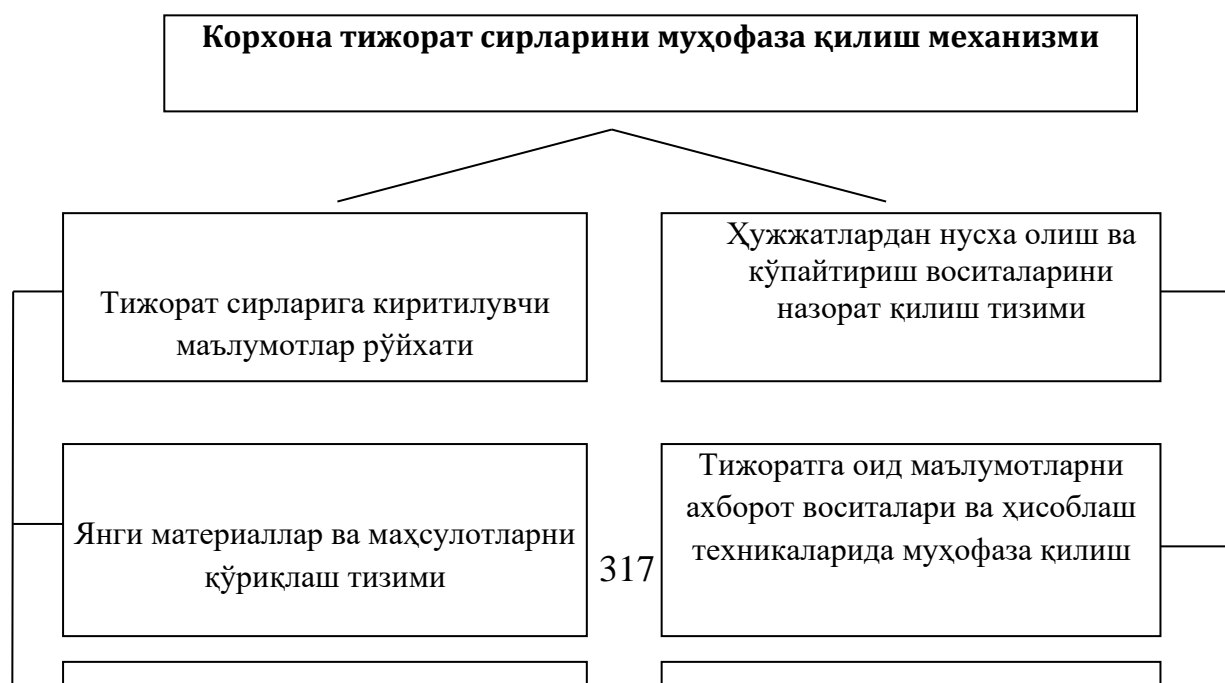 Корхона тижорат сирларини муҳофаза қилиш механизми
Тижорат сирларига киритилувчи
маълумотлар рўйхати
Ҳужжатлардан нусха олиш ва
кўпайтириш воситаларини
назорат қилиш тизими
Янги материаллар ва маҳсулотларни
қўриқлаш тизими
Тижоратга оид маълумотларни
ахборот воситалари ва ҳисоблаш
техникаларида муҳофаза қилиш
317